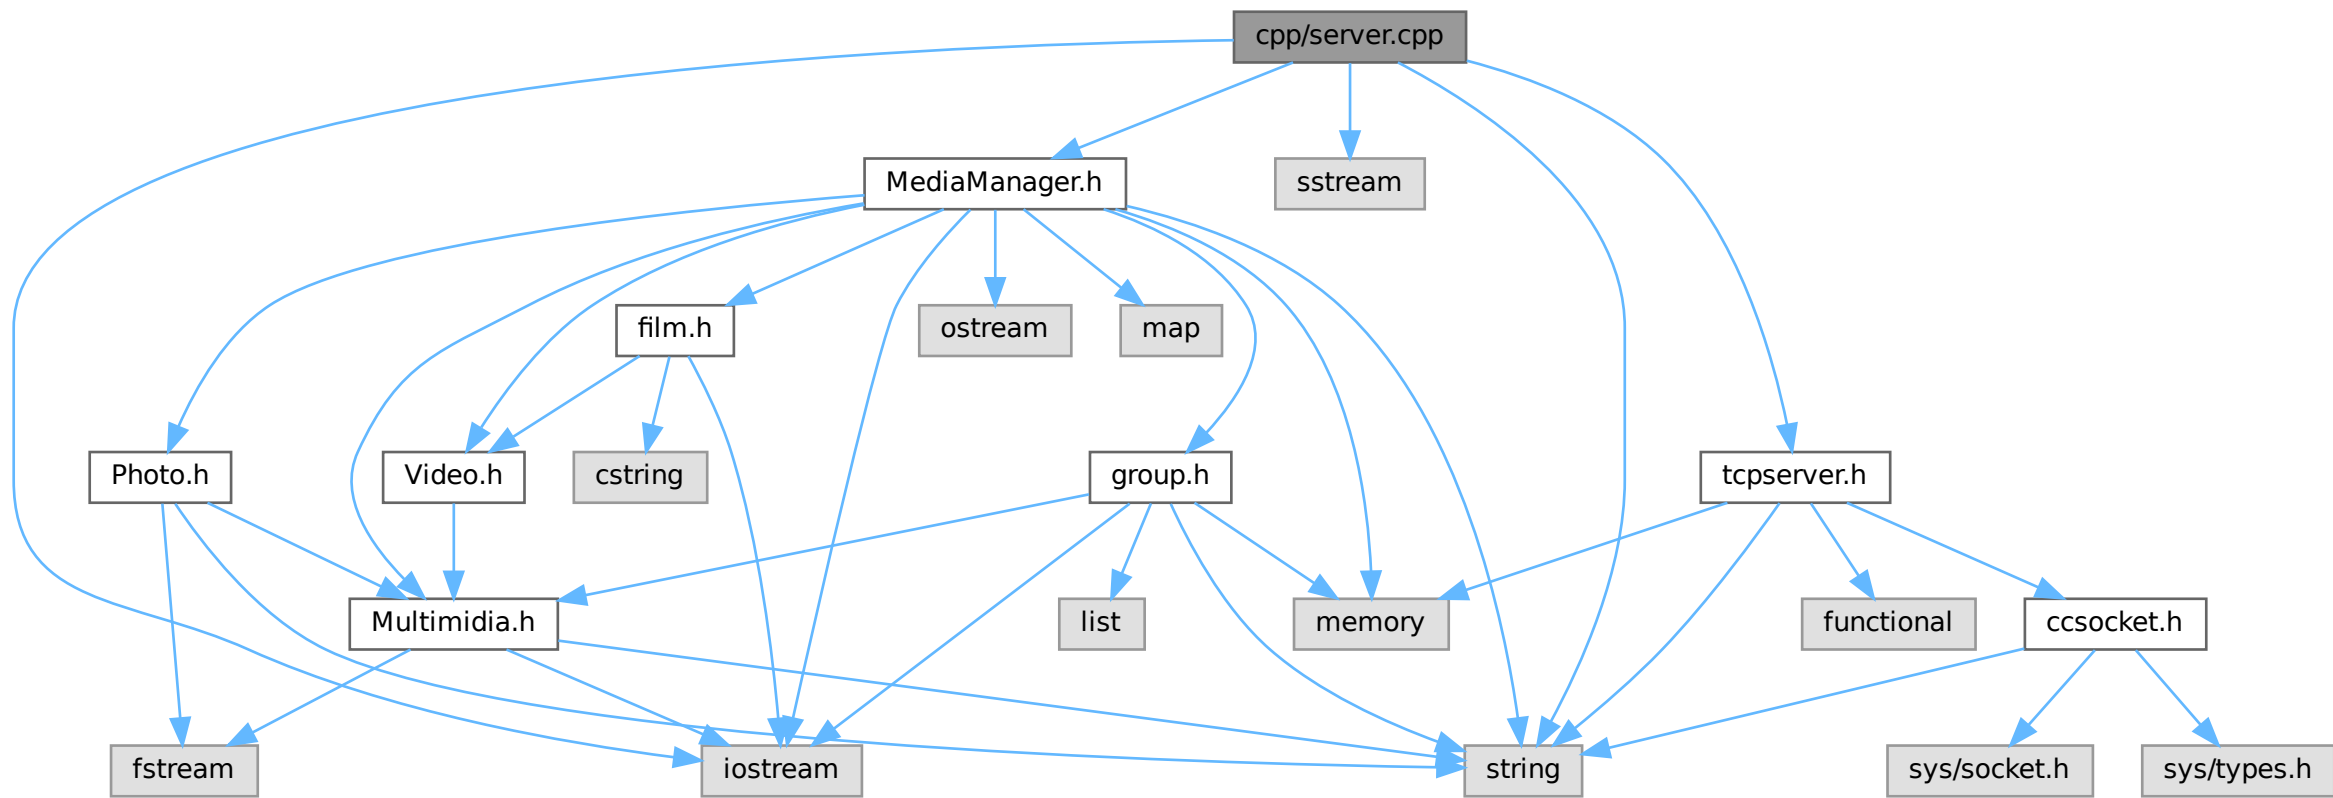 cpp/server.cpp
MediaManager.h
sstream
film.h
ostream
map
Photo.h
Video.h
cstring
group.h
tcpserver.h
Multimidia.h
list
memory
functional
ccsocket.h
fstream
iostream
string
sys/socket.h
sys/types.h